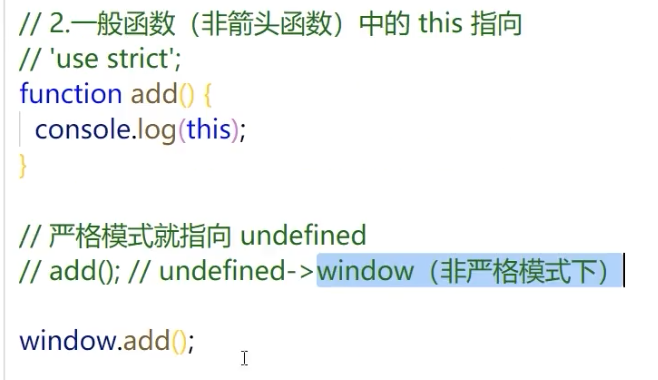 // 2.一般函数（非箭头函数）中的 this 指向
// 'use strict';
function add() {
console.log(this);
}
// 严格模式就指向 undefined
// add(); // undefined->window（非严格模式下）
window.add();